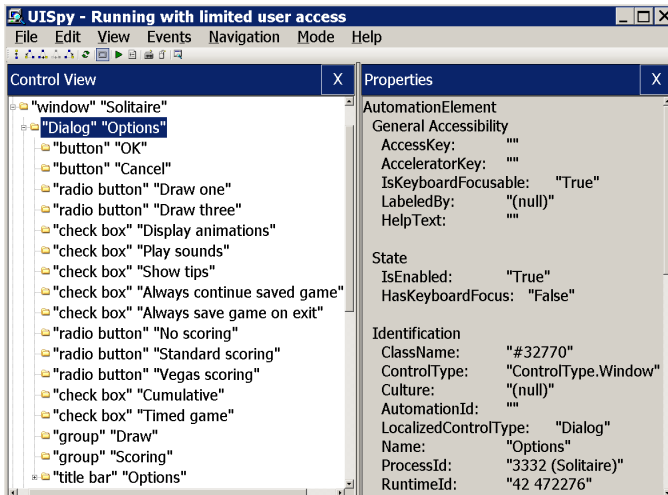 UISpy - Running with limited user access
File Edit View Events Navigation Mode Help
Control View X
"window" "Solitaire"
"Dialog" "Options"
"button" "OK"
"button" "Cancel"
"radio button" "Draw one"
"radio button" "Draw three"
"check box" "Display animations"
"check box" "Play sounds"
"check box" "Show tips"
"check box" "Always continue saved game"
"check box" "Always save game on exit"
"radio button" "No scoring"
"radio button" "Standard scoring"
"radio button" "Vegas scoring"
"check box" "Cumulative"
"check box" "Timed game"
"group" "Draw"
"group" "Scoring"
"title bar" "Options"
Properties X
AutomationElement
General Accessibility
AccessKey: ""
AcceleratorKey: ""
IsKeyboardFocusable: "True"
LabeledBy: "(null)"
HelpText: ""
State
IsEnabled: "True"
HasKeyboardFocus: "False"
Identification
ClassName: "#32770"
ControlType: "ControlType.Window"
Culture: "(null)"
AutomationId: ""
LocalizedControlType: "Dialog"
Name: "Options"
ProcessId: "3332 (Solitaire)"
RuntimeId: "42 472276"